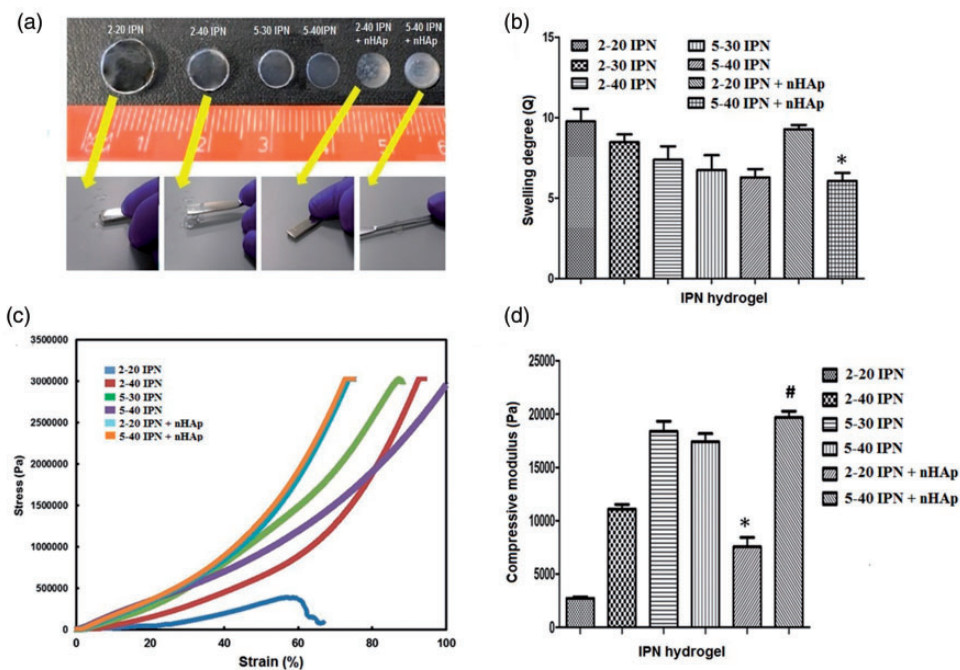 (a)
2-20 IPN
2-40 IPN
5-30 IPN
5-40IPN
2-40 IPN
+ nHAp
5-40 IPN
+ nHAp
1
2
3
4
5
6
(b)
15
10
5
0
Swelling degree (Q)
2-20 IPN
2-30 IPN
2-40 IPN
5-30 IPN
5-40 IPN
2-20 IPN + nHAp
5-40 IPN + nHAp
*
IPN hydrogel
(c)
3500000
3000000
2500000
2000000
1500000
1000000
500000
0
Stress (Pa)
2-20 IPN
2-40 IPN
5-30 IPN
5-40 IPN
2-20 IPN + nHAp
5-40 IPN + nHAp
0 20 40 60 80 100
Strain (%)
(d)
25000
20000
15000
10000
5000
0
Compressive modulus (Pa)
*
#
2-20 IPN
2-40 IPN
5-30 IPN
5-40 IPN
2-20 IPN + nHAp
5-40 IPN + nHAp
IPN hydrogel